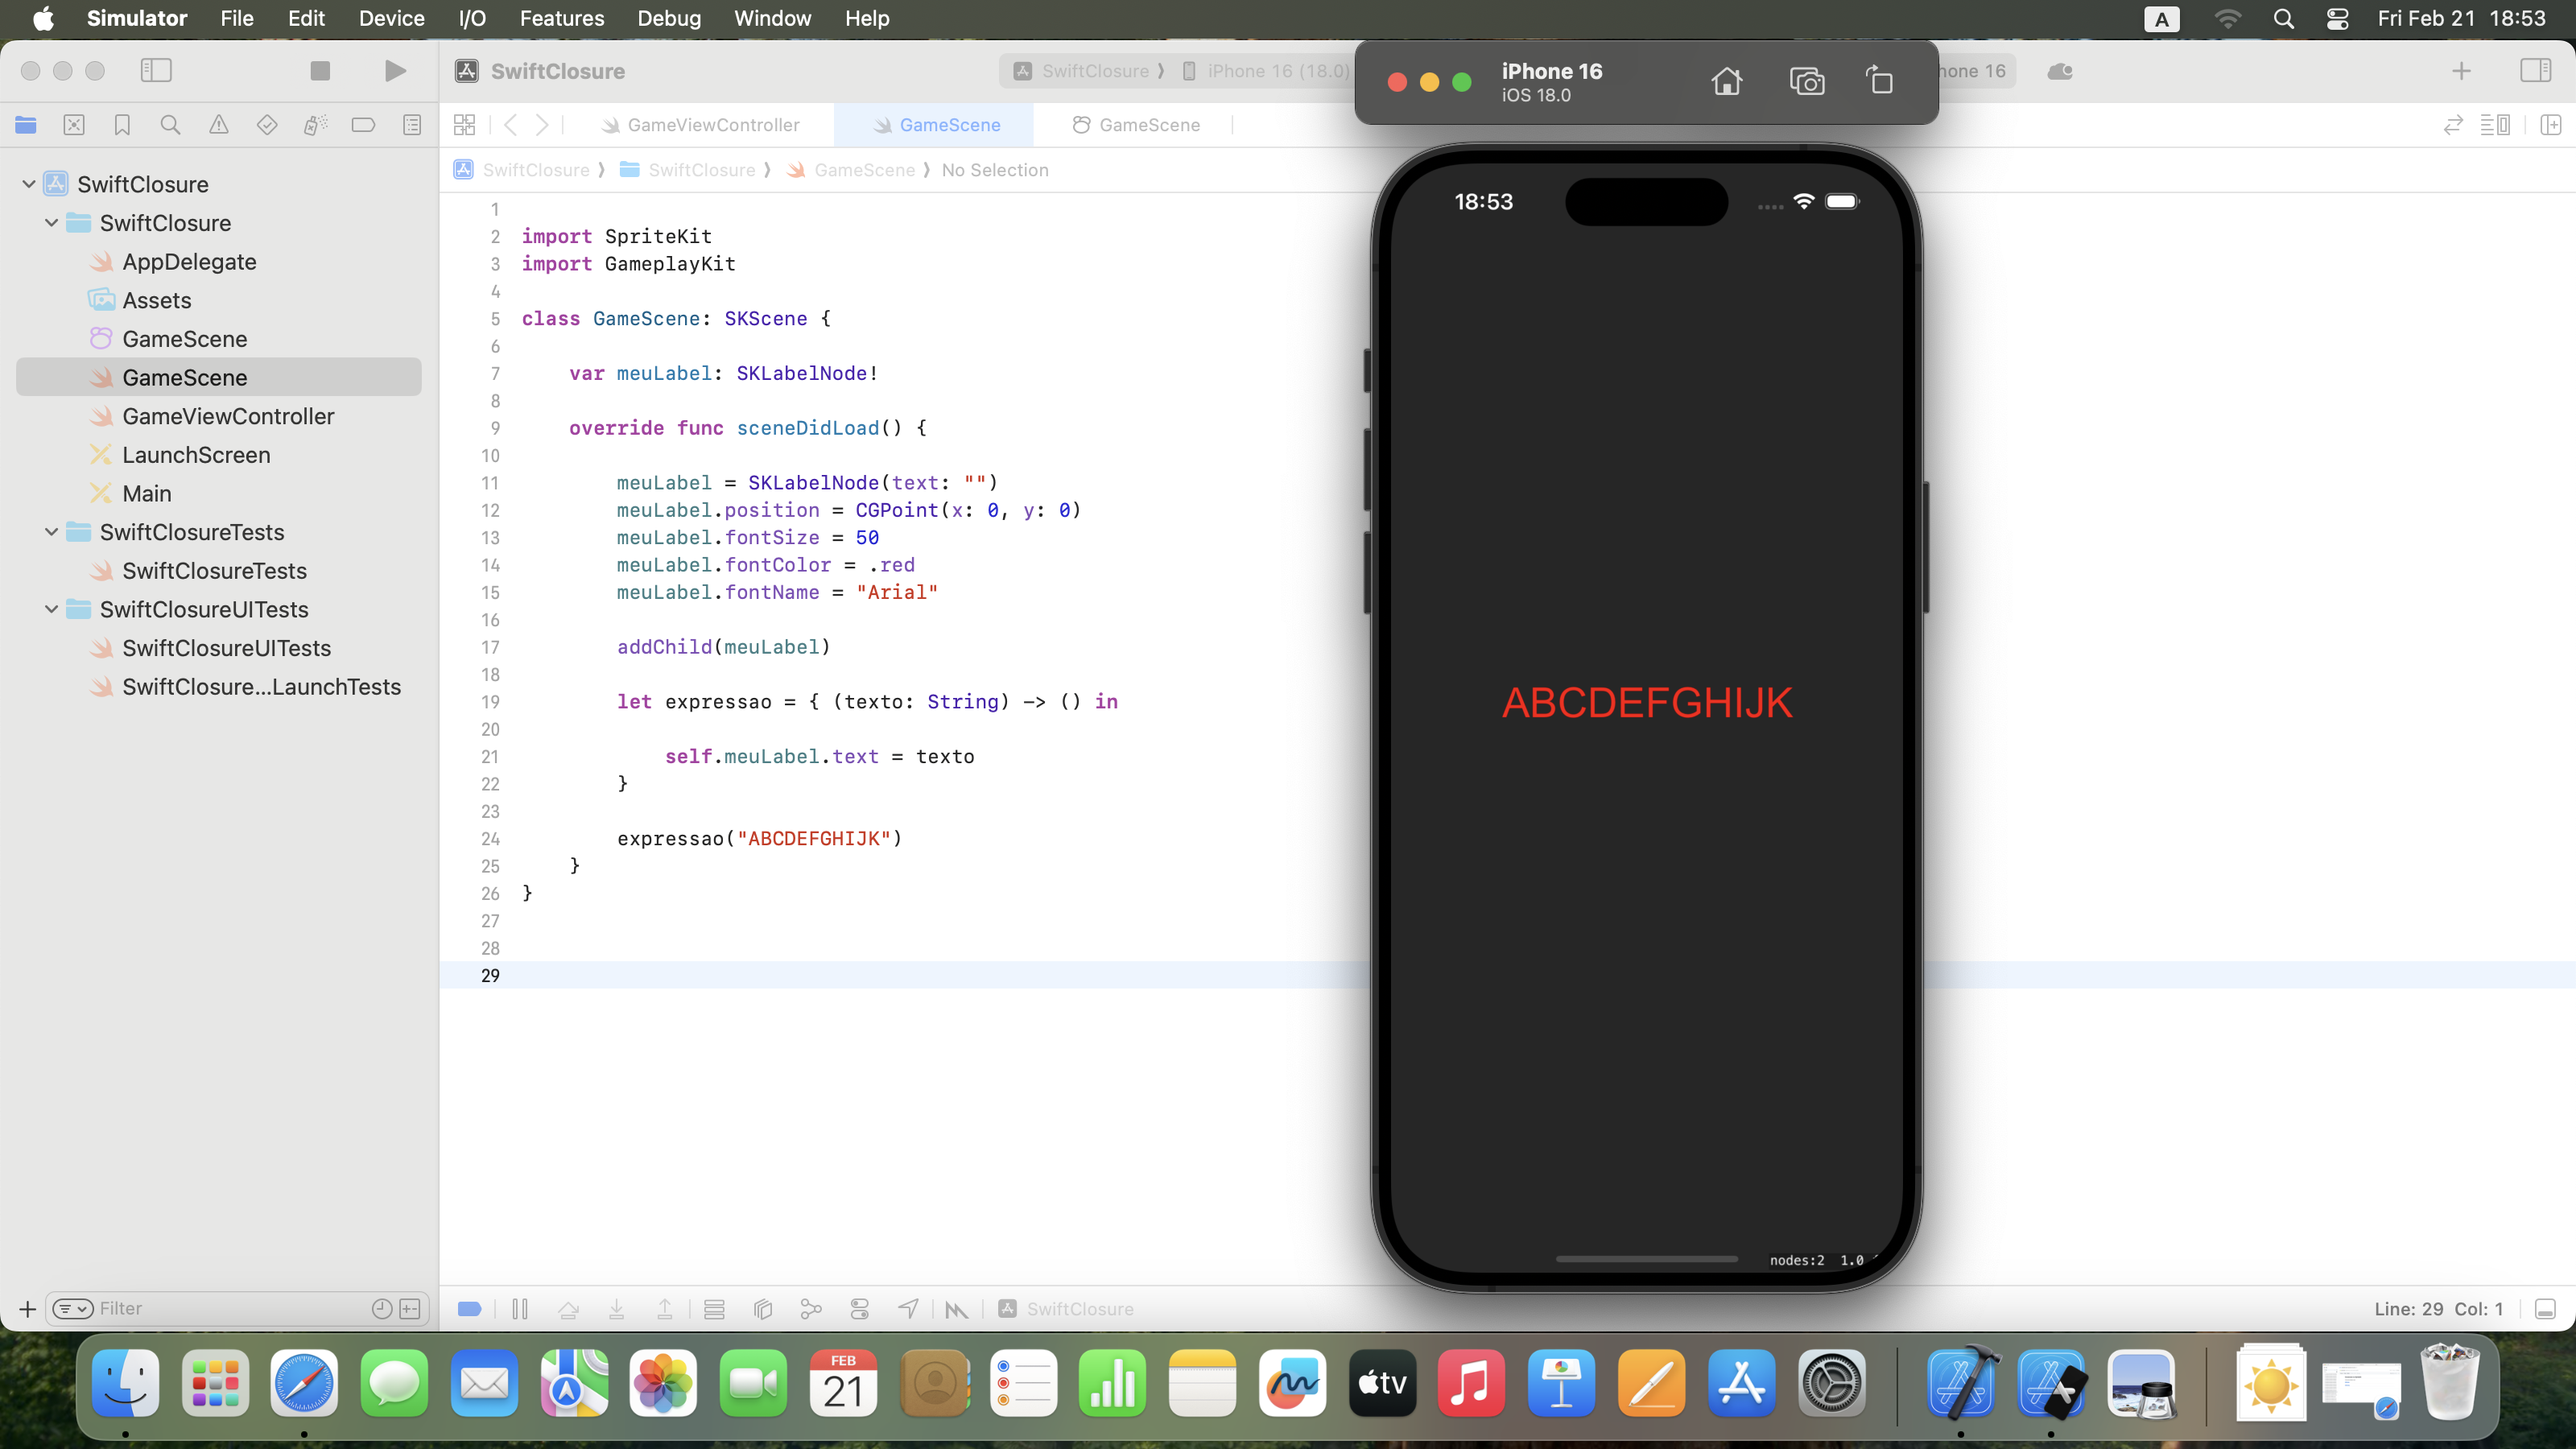 Simulator File Edit Device I/O Features Debug Window Help A Fri Feb 21 18:53
SwiftClosure SwiftClosure ⟩ iPhone 16 (18.0) hone 16
iPhone 16
iOS 18.0
GameViewController GameScene GameScene
SwiftClosure ⟩ SwiftClosure ⟩ GameScene ⟩ No Selection
SwiftClosure
SwiftClosure
AppDelegate
Assets
GameScene
GameScene
GameViewController
LaunchScreen
Main
SwiftClosureTests
SwiftClosureTests
SwiftClosureUITests
SwiftClosureUITests
SwiftClosure...LaunchTests
Filter
1
2 import SpriteKit
3 import GameplayKit
4
5 class GameScene: SKScene {
6
7 var meuLabel: SKLabelNode!
8
9 override func sceneDidLoad() {
10
11 meuLabel = SKLabelNode(text: "")
12 meuLabel.position = CGPoint(x: 0, y: 0)
13 meuLabel.fontSize = 50
14 meuLabel.fontColor = .red
15 meuLabel.fontName = "Arial"
16
17 addChild(meuLabel)
18
19 let expressao = { (texto: String) -> () in
20
21 self.meuLabel.text = texto
22 }
23
24 expressao("ABCDEFGHIJK")
25 }
26 }
27
28
29
18:53
ABCDEFGHIJK
nodes:2 1.0
SwiftClosure
Line: 29 Col: 1
FEB
21
tv